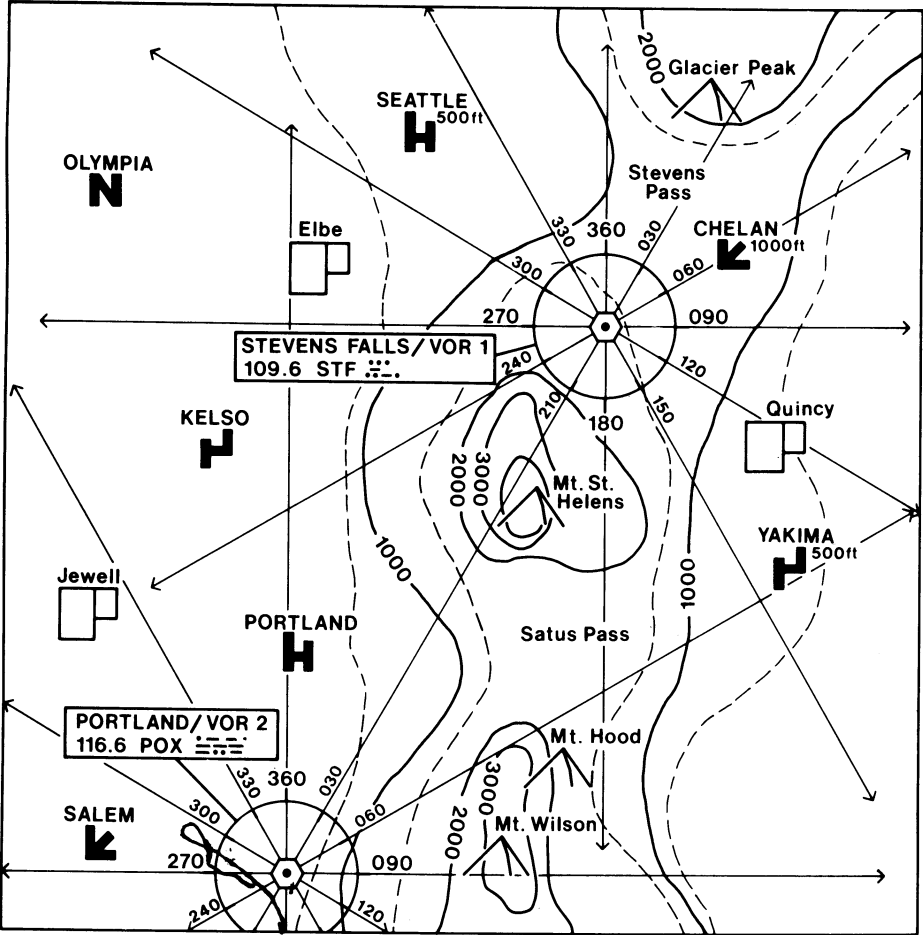 2000
Glacier Peak
SEATTLE
500ft
OLYMPIA
Stevens
Pass
Elbe
330
360
030
CHELAN
1000ft
300
060
270
090
STEVENS FALLS/VOR 1
109.6 STF
240
120
210
180
150
KELSO
Quincy
2000
3000
Mt. St.
Helens
YAKIMA
500ft
1000
1000
Jewell
PORTLAND
Satus Pass
PORTLAND/VOR 2
116.6 POX
Mt. Hood
330
360
030
3000
300
060
2000
Mt. Wilson
SALEM
270
090
240
120